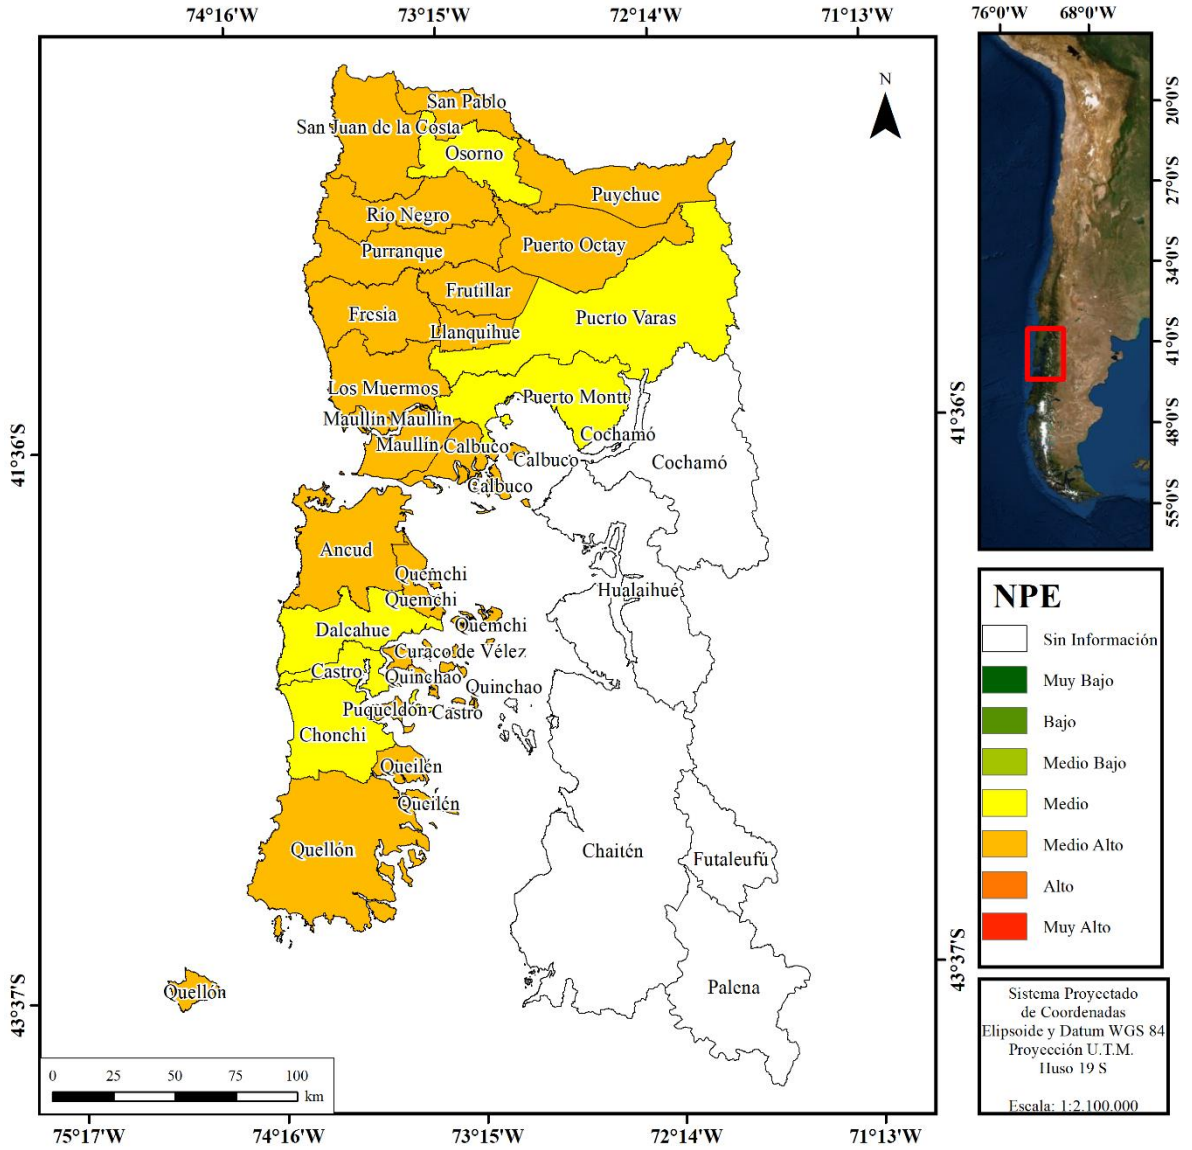 74°16'W 73°15'W 72°14'W 71°13'W
76°0'W 68°0'W
N
San Pablo
San Juan de la Costa
Osorno
Puyehue
Río Negro
Puerto Octay
Purranque
Frutillar
Fresia
Puerto Varas
Llanquihue
Los Muermos
Puerto Montt
Maullín Maullín
Cochamó
Maullín Calbuco
Calbuco
Cochamó
Calbuco
Ancud
Quemchi
Hualaihué
Quemchi
Quemchi
Dalcahue
Curaco de Vélez
Castro
Quinchao
Quinchao
Puqueldón
Castro
Chonchi
Queilén
Queilén
Quellón
Chaitén
Futaleufú
Palena
Quellón
41°36'S
43°37'S
41°36'S
43°37'S
20°0'S
27°0'S
34°0'S
41°0'S
48°0'S
55°0'S
NPE
Sin Información
Muy Bajo
Bajo
Medio Bajo
Medio
Medio Alto
Alto
Muy Alto
Sistema Proyectado
de Coordenadas
Elipsoide y Datum WGS 84
Proyección U.T.M.
Huso 19 S
Escala: 1:2.100.000
0 25 50 75 100
km
75°17'W 74°16'W 73°15'W 72°14'W 71°13'W